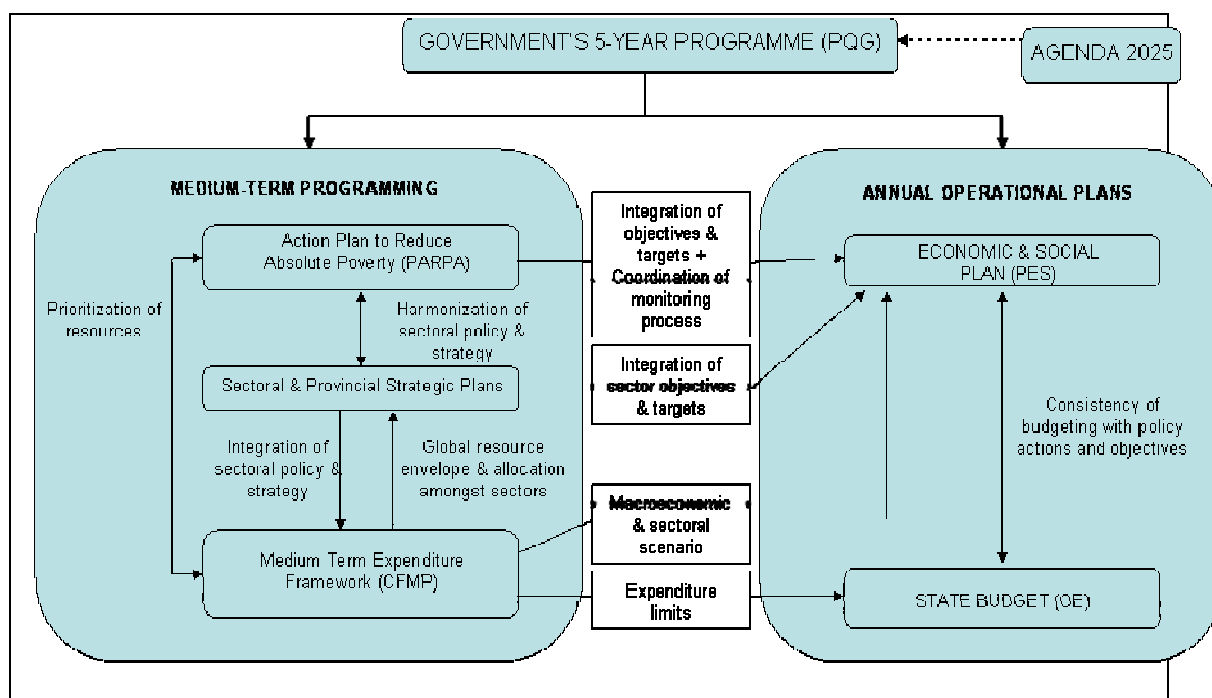 GOVERNMENT'S 5-YEAR PROGRAMME (PQG)
AGENDA 2025
MEDIUM-TERM PROGRAMMING
Action Plan to Reduce
Absolute Poverty (PARPA)
Prioritization of
resources
Harmonization of
sectoral policy &
strategy
Sectoral & Provincial Strategic Plans
Integration of
sectoral policy &
strategy
Global resource
envelope & allocation
amongst sectors
Medium Term Expenditure
Framework (CFMP)
Integration of
objectives &
targets +
Coordination of
monitoring
process
Integration of
sector objectives
& targets
Macroeconomic
& sectoral
scenario
Expenditure
limits
ANNUAL OPERATIONAL PLANS
ECONOMIC & SOCIAL
PLAN (PES)
Consistency of
budgeting with policy
actions and objectives
STATE BUDGET (OE)